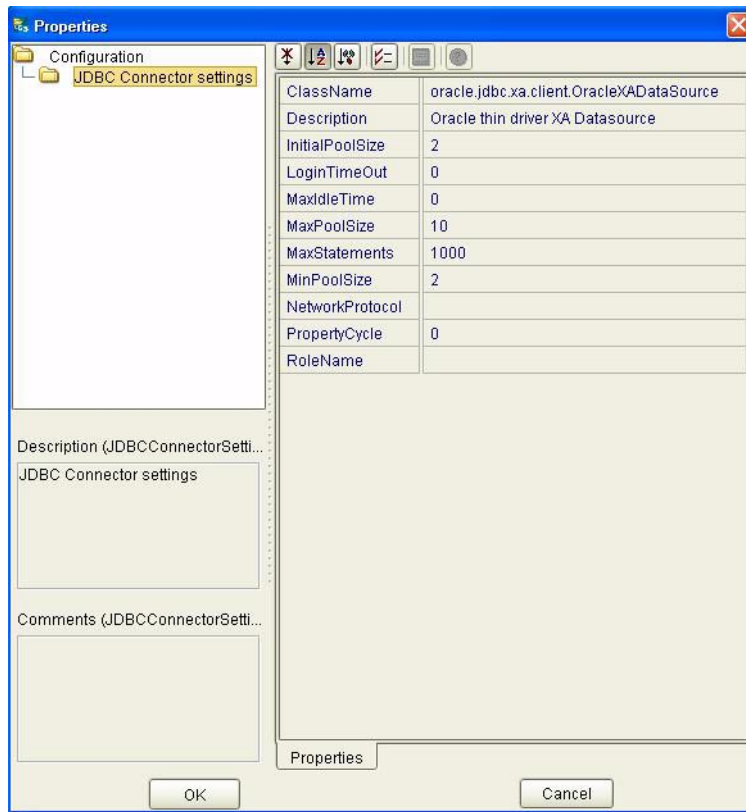 Properties
Configuration
JDBC Connector settings
ClassName oracle.jdbc.xa.client.OracleXADataSource
Description Oracle thin driver XA Datasource
InitialPoolSize 2
LoginTimeOut 0
MaxIdleTime 0
MaxPoolSize 10
MaxStatements 1000
MinPoolSize 2
NetworkProtocol
PropertyCycle 0
RoleName
Description (JDBCConnectorSetti...
JDBC Connector settings
Comments (JDBCConnectorSetti...
Properties
OK
Cancel